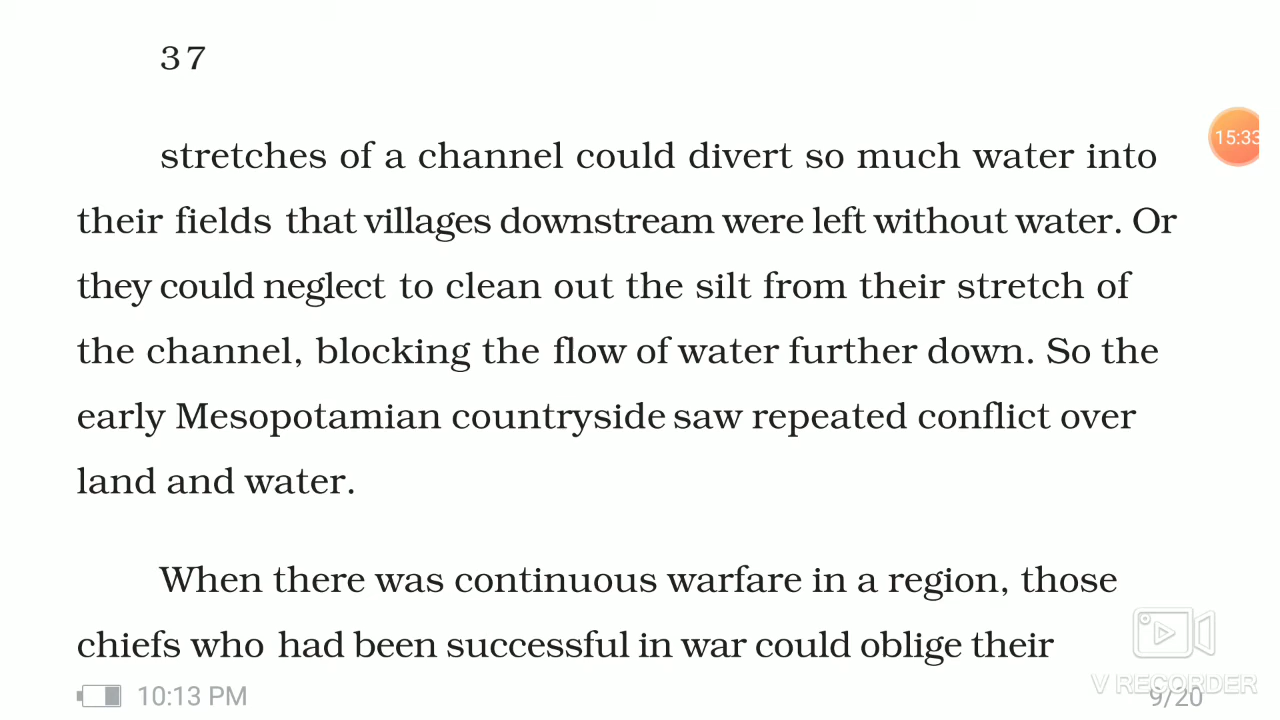 37
15:33
stretches of a channel could divert so much water into
their fields that villages downstream were left without water. Or
they could neglect to clean out the silt from their stretch of
the channel, blocking the flow of water further down. So the
early Mesopotamian countryside saw repeated conflict over
land and water.
When there was continuous warfare in a region, those
chiefs who had been successful in war could oblige their
V RECORDER
10:13 PM
9/20